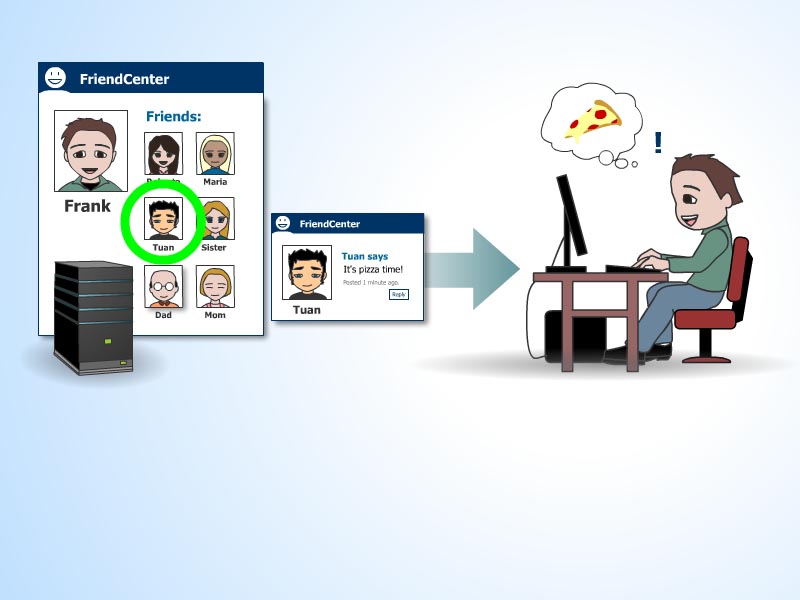 FriendCenter
Friends:
Maria
Frank
Tuan
Sister
Dad
Mom
FriendCenter
Tuan says
It's pizza time!
Posted 1 minute ago.
Reply
Tuan
!